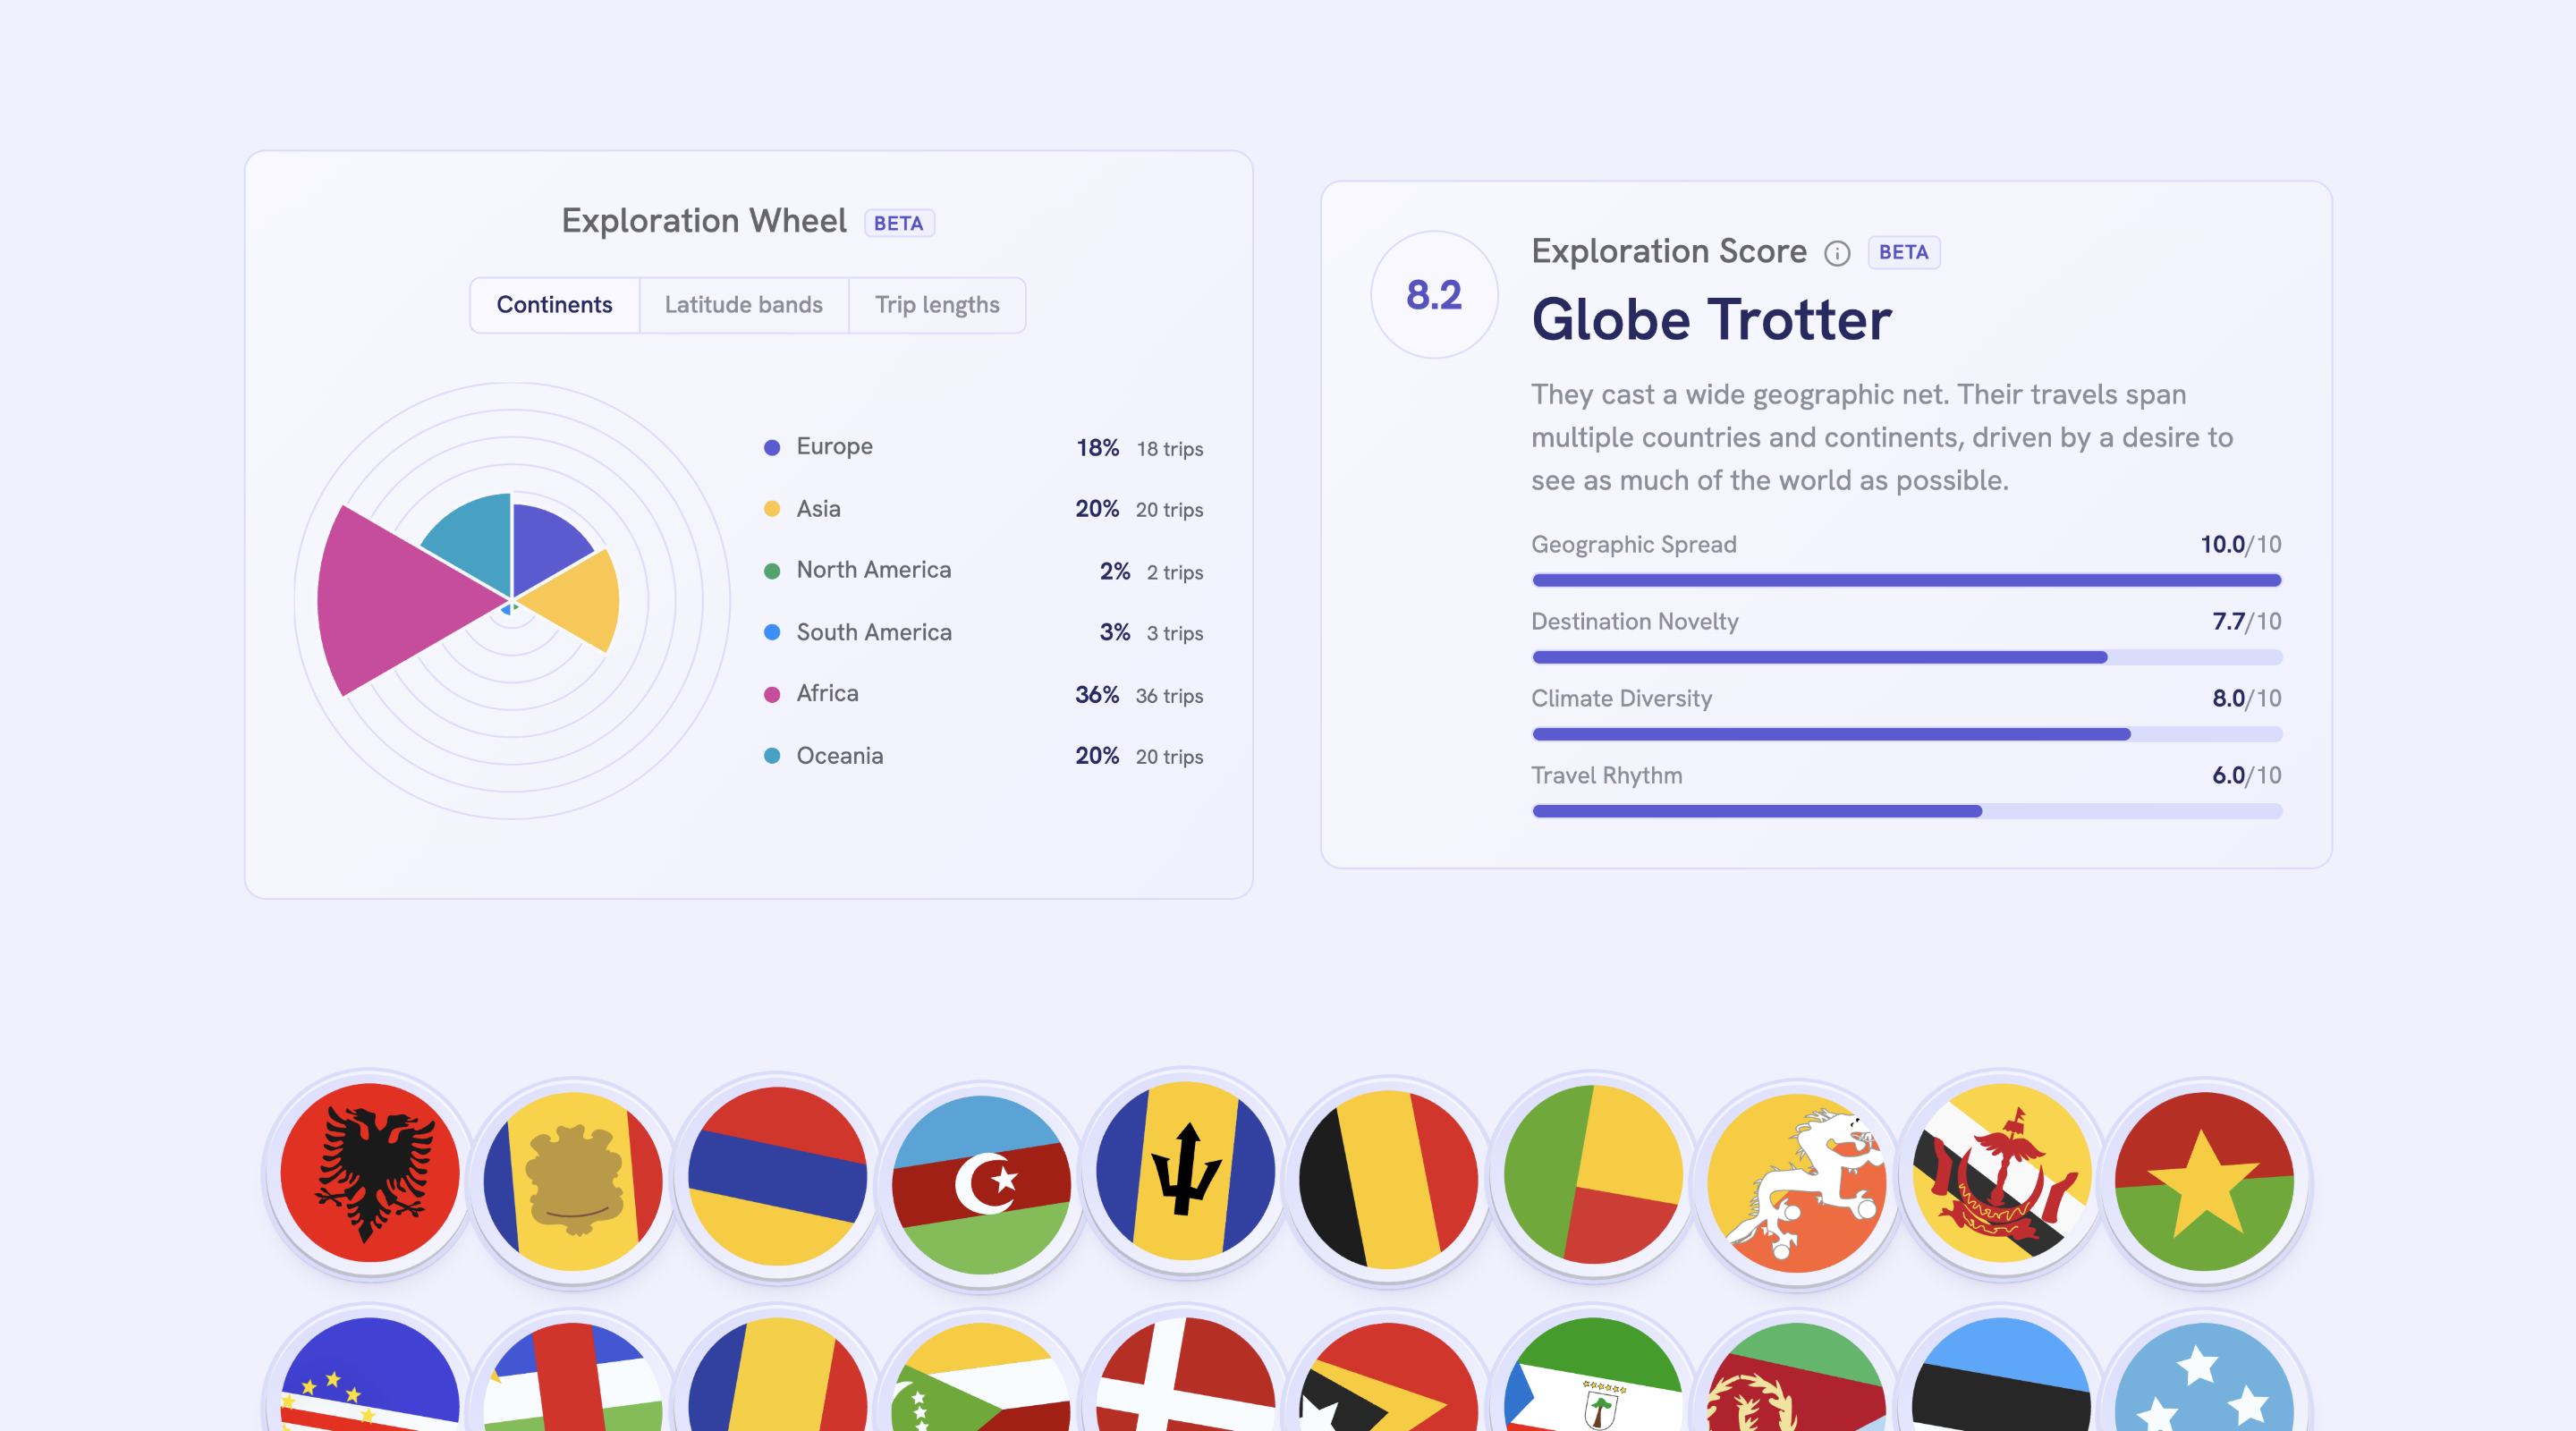 Exploration Wheel BETA
Continents Latitude bands Trip lengths
Europe 18% 18 trips
Asia 20% 20 trips
North America 2% 2 trips
South America 3% 3 trips
Africa 36% 36 trips
Oceania 20% 20 trips
8.2
Exploration Score BETA
Globe Trotter
They cast a wide geographic net. Their travels span
multiple countries and continents, driven by a desire to
see as much of the world as possible.
Geographic Spread 10.0/10
Destination Novelty 7.7/10
Climate Diversity 8.0/10
Travel Rhythm 6.0/10